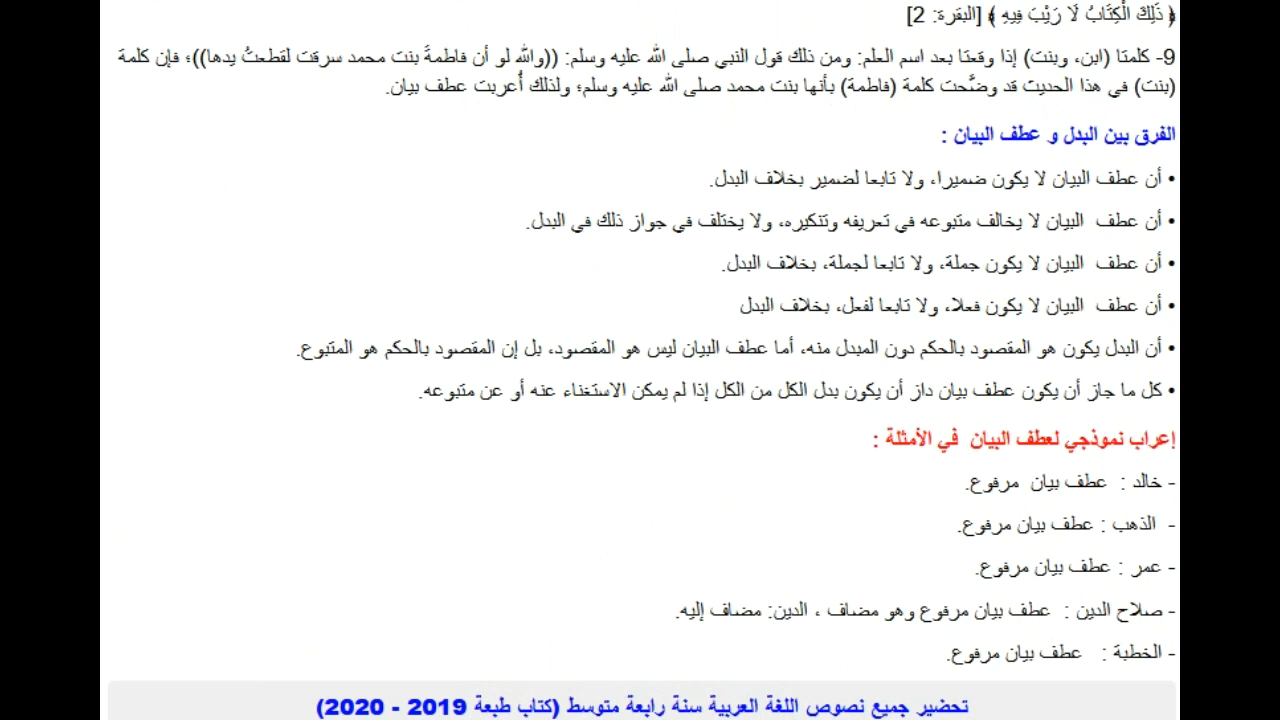 ﴿ ذَلِكَ الْكِتَابُ لَا رَيْبَ فِيهِ ﴾ [البقرة: 2]
9- كلمتا (ابن، وبنت) إذا وقعتا بعد اسم العلم: ومن ذلك قول النبي صلى الله عليه وسلم: ((والله لو أن فاطمةَ بنت محمد سرقت لقطعتُ يدها))؛ فإن كلمة
(بنت) في هذا الحديث قد وضَّحت كلمة (فاطمة) بأنها بنت محمد صلى الله عليه وسلم؛ ولذلك أُعربت عطف بيان.
الفرق بين البدل و عطف البيان :
• أن عطف البيان لا يكون ضميرا، ولا تابعا لضمير بخلاف البدل.
• أن عطف البيان لا يخالف متبوعه في تعريفه وتنكيره، ولا يختلف في جواز ذلك في البدل.
• أن عطف البيان لا يكون جملة، ولا تابعا لجملة، بخلاف البدل.
• أن عطف البيان لا يكون فعلا، ولا تابعا لفعل، بخلاف البدل
• أن البدل يكون هو المقصود بالحكم دون المبدل منه، أما عطف البيان ليس هو المقصود، بل إن المقصود بالحكم هو المتبوع.
• كل ما جاز أن يكون عطف بيان داز أن يكون بدل الكل من الكل إذا لم يمكن الاستغناء عنه أو عن متبوعه.
إعراب نموذجي لعطف البيان في الأمثلة :
- خالد : عطف بيان مرفوع.
- الذهب : عطف بيان مرفوع.
- عمر : عطف بيان مرفوع.
- صلاح الدين : عطف بيان مرفوع وهو مضاف ، الدين: مضاف إليه.
- الخطبة : عطف بيان مرفوع.
تحضير جميع نصوص اللغة العربية سنة رابعة متوسط (كتاب طبعة 2019 - 2020)